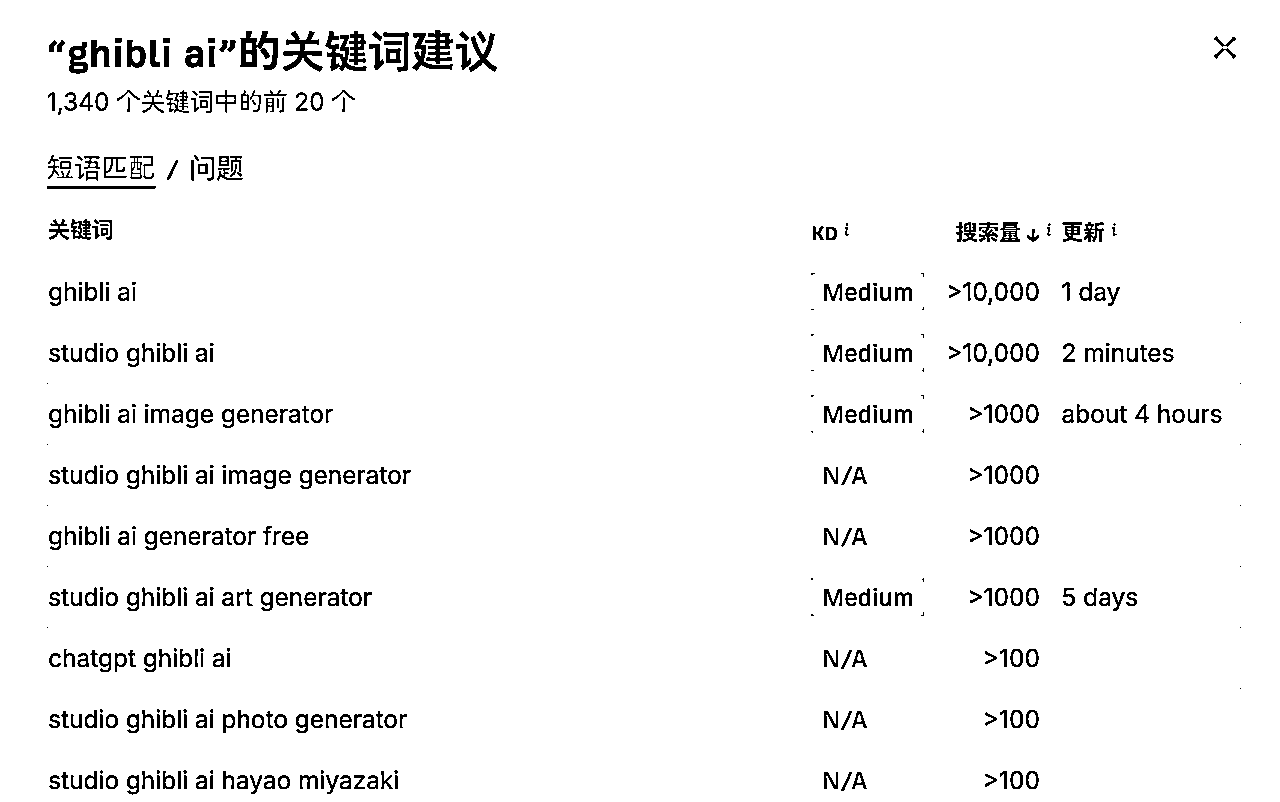 “ghibli ai”的关键词建议
1,340 个关键词中的前 20 个
短语匹配 / 问题
关键词 KD i 搜索量 ↓ i 更新 i
ghibli ai Medium >10,000 1 day
studio ghibli ai Medium >10,000 2 minutes
ghibli ai image generator Medium >1000 about 4 hours
studio ghibli ai image generator N/A >1000
ghibli ai generator free N/A >1000
studio ghibli ai art generator Medium >1000 5 days
chatgpt ghibli ai N/A >100
studio ghibli ai photo generator N/A >100
studio ghibli ai hayao miyazaki N/A >100